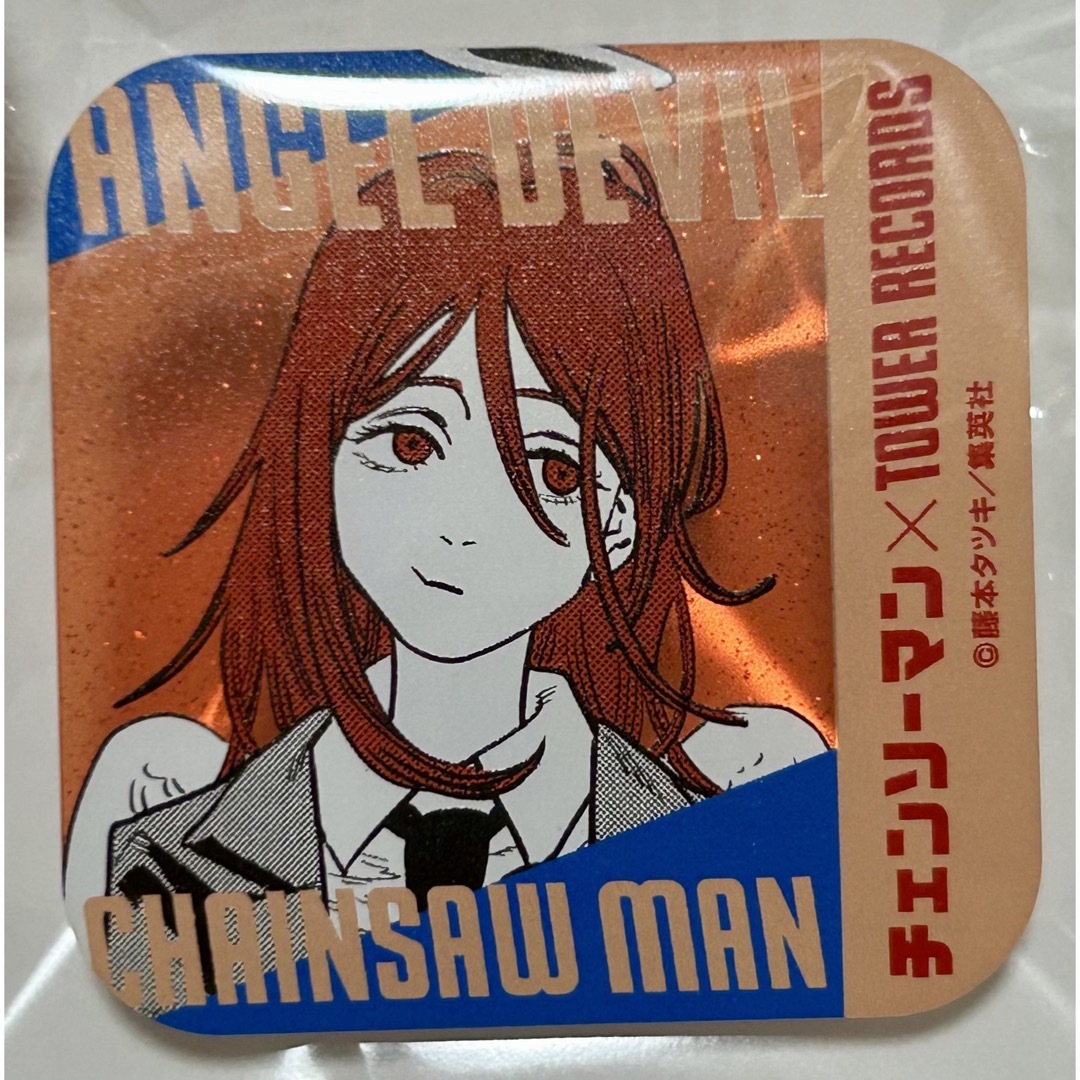 ANGEL DEVIL
CHAINSAW MAN
チェンソーマン×TOWER RECORDS
©藤本タツキ／集英社